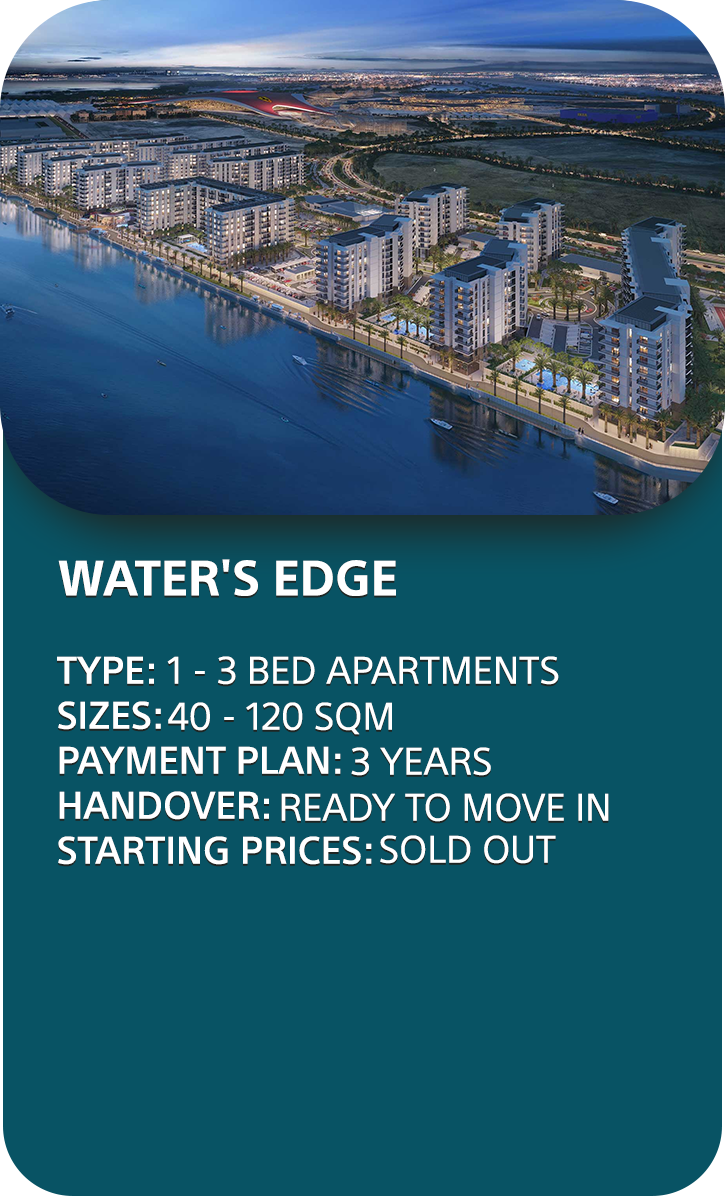 WATER'S EDGE
TYPE: 1 - 3 BED APARTMENTS
SIZES: 40 - 120 SQM
PAYMENT PLAN: 3 YEARS
HANDOVER: READY TO MOVE IN
STARTING PRICES: SOLD OUT